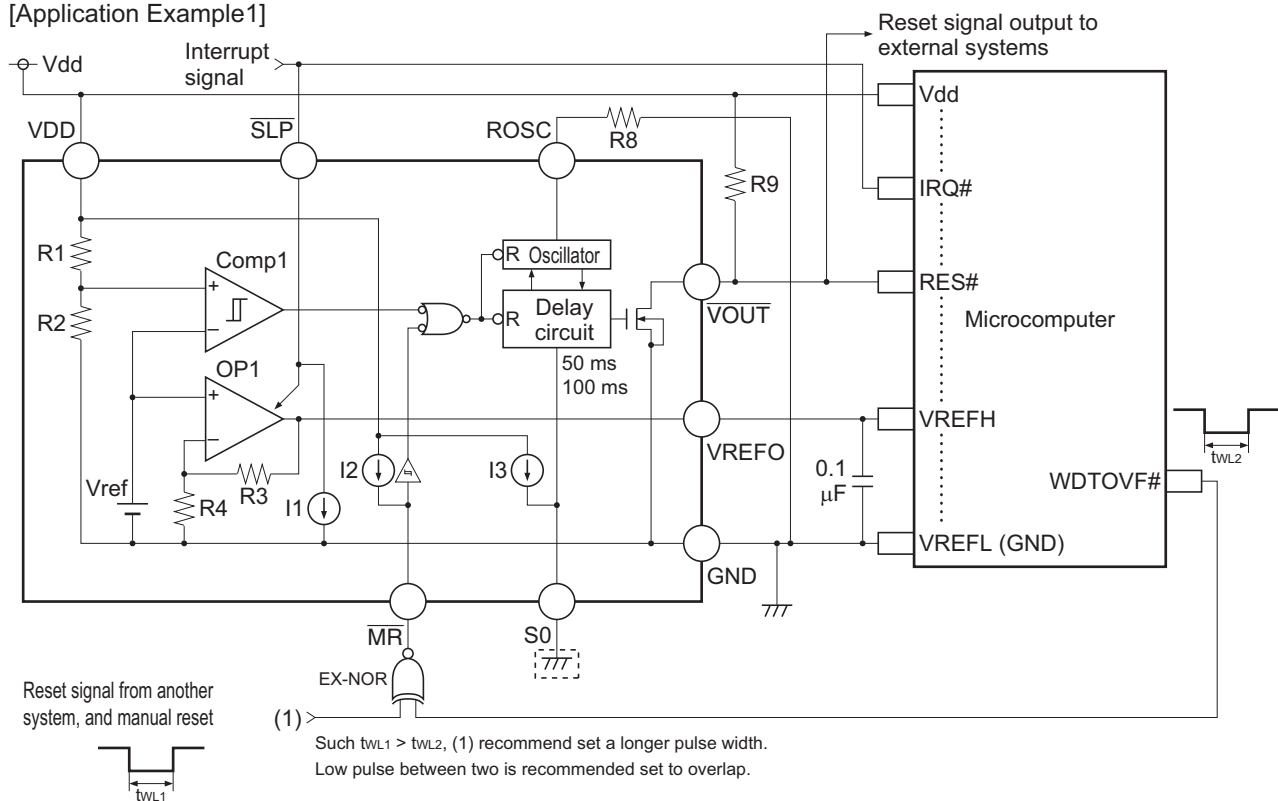 [Application Example1]
Reset signal output to
external systems
Vdd
Interrupt
signal
Vdd
VDD
SLP
ROSC
R8
R9
IRQ#
R1
Comp1
+
−
R
Oscillator
R
Delay
circuit
50 ms
100 ms
VOUT
RES#
Microcomputer
R2
OP1
+
−
VREFO
VREFH
tWL2
R3
R4
Vref
I1
I2
I3
0.1
µF
WDTOVF#
VREFL (GND)
GND
MR
S0
EX-NOR
Reset signal from another
system, and manual reset
(1)
Such tWL1 > tWL2, (1) recommend set a longer pulse width.
Low pulse between two is recommended set to overlap.
tWL1